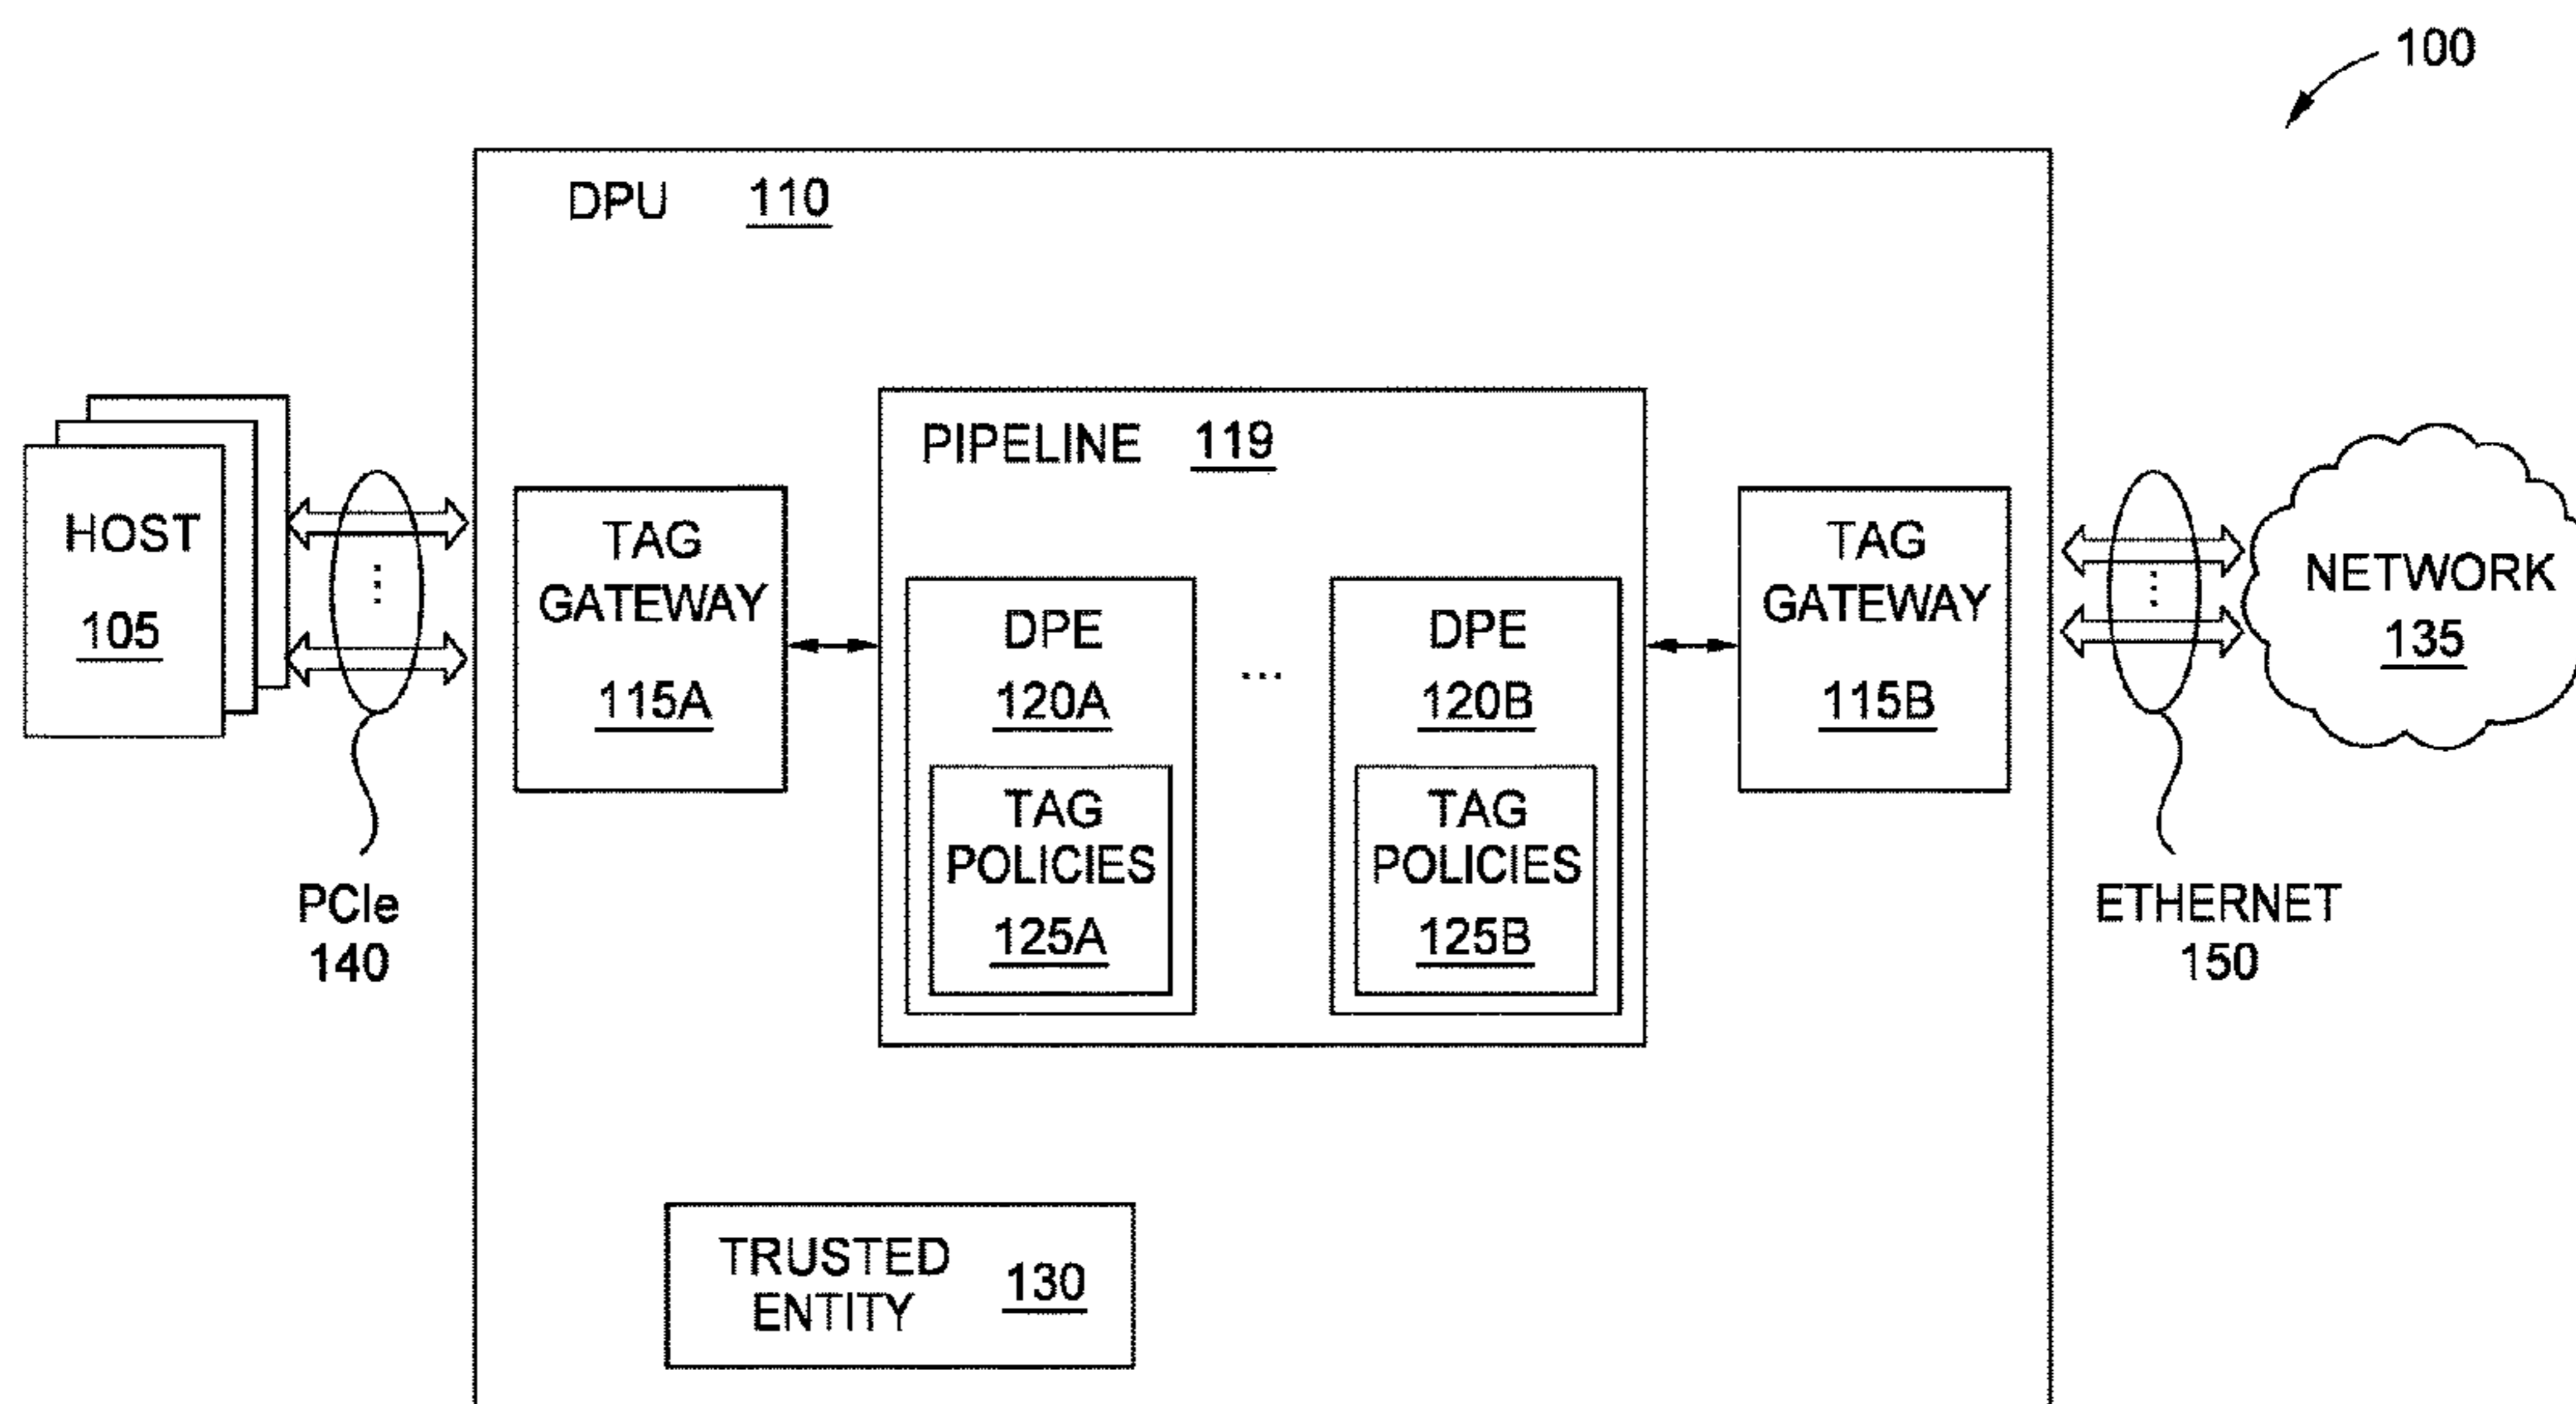 100
DPU 110
PIPELINE 119
HOST
105
TAG
GATEWAY
115A
DPE
120A
TAG
POLICIES
125A
...
DPE
120B
TAG
POLICIES
125B
TAG
GATEWAY
115B
NETWORK
135
PCIe
140
ETHERNET
150
TRUSTED
ENTITY
130